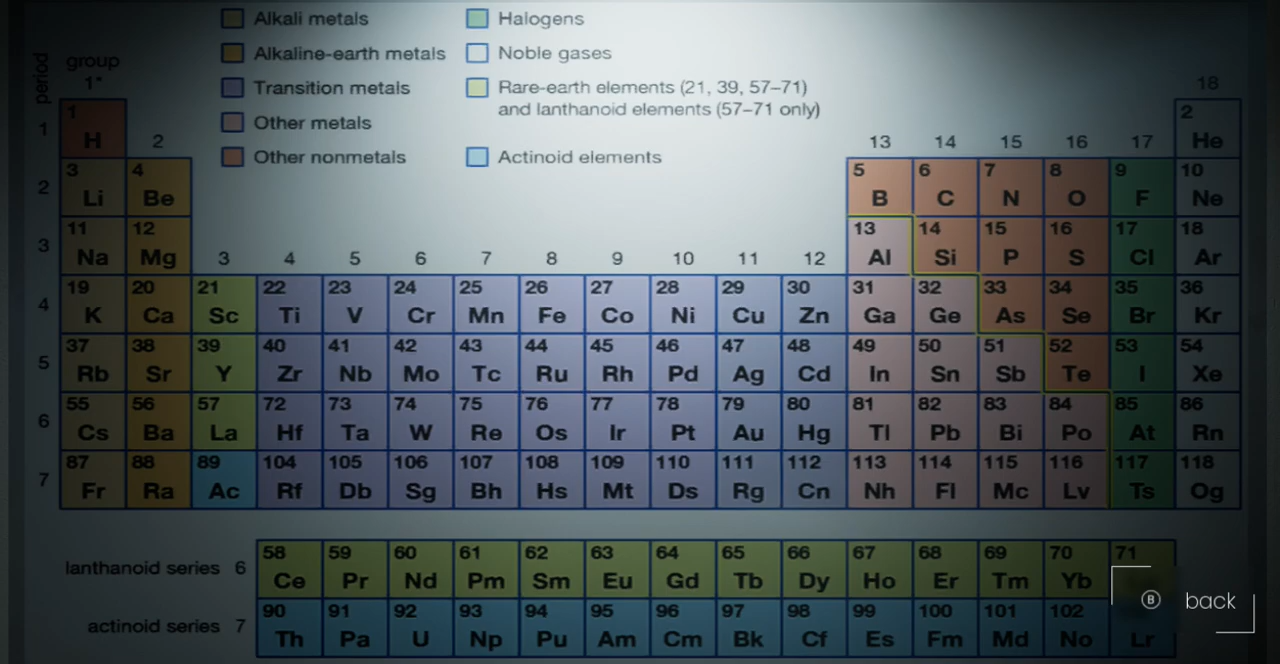 Alkali metals Halogens
Alkaline-earth metals Noble gases
Transition metals Rare-earth elements (21, 39, 57–71)
and lanthanoid elements (57–71 only)
Other metals
Other nonmetals Actinoid elements
period
group
1* 18
1 2
H He
1
2 13 14 15 16 17
3 4 5 6 7 8 9 10
Li Be B C N O F Ne
2
11 12 13 14 15 16 17 18
Na Mg Al Si P S Cl Ar
3
3 4 5 6 7 8 9 10 11 12
19 20 21 22 23 24 25 26 27 28 29 30 31 32 33 34 35 36
K Ca Sc Ti V Cr Mn Fe Co Ni Cu Zn Ga Ge As Se Br Kr
4
37 38 39 40 41 42 43 44 45 46 47 48 49 50 51 52 53 54
Rb Sr Y Zr Nb Mo Tc Ru Rh Pd Ag Cd In Sn Sb Te I Xe
5
55 56 57 72 73 74 75 76 77 78 79 80 81 82 83 84 85 86
Cs Ba La Hf Ta W Re Os Ir Pt Au Hg Tl Pb Bi Po At Rn
6
87 88 89 104 105 106 107 108 109 110 111 112 113 114 115 116 117 118
Fr Ra Ac Rf Db Sg Bh Hs Mt Ds Rg Cn Nh Fl Mc Lv Ts Og
7
58 59 60 61 62 63 64 65 66 67 68 69 70 71
lanthanoid series 6 Ce Pr Nd Pm Sm Eu Gd Tb Dy Ho Er Tm Yb
90 91 92 93 94 95 96 97 98 99 100 101 102
actinoid series 7 Th Pa U Np Pu Am Cm Bk Cf Es Fm Md No Lr
B back